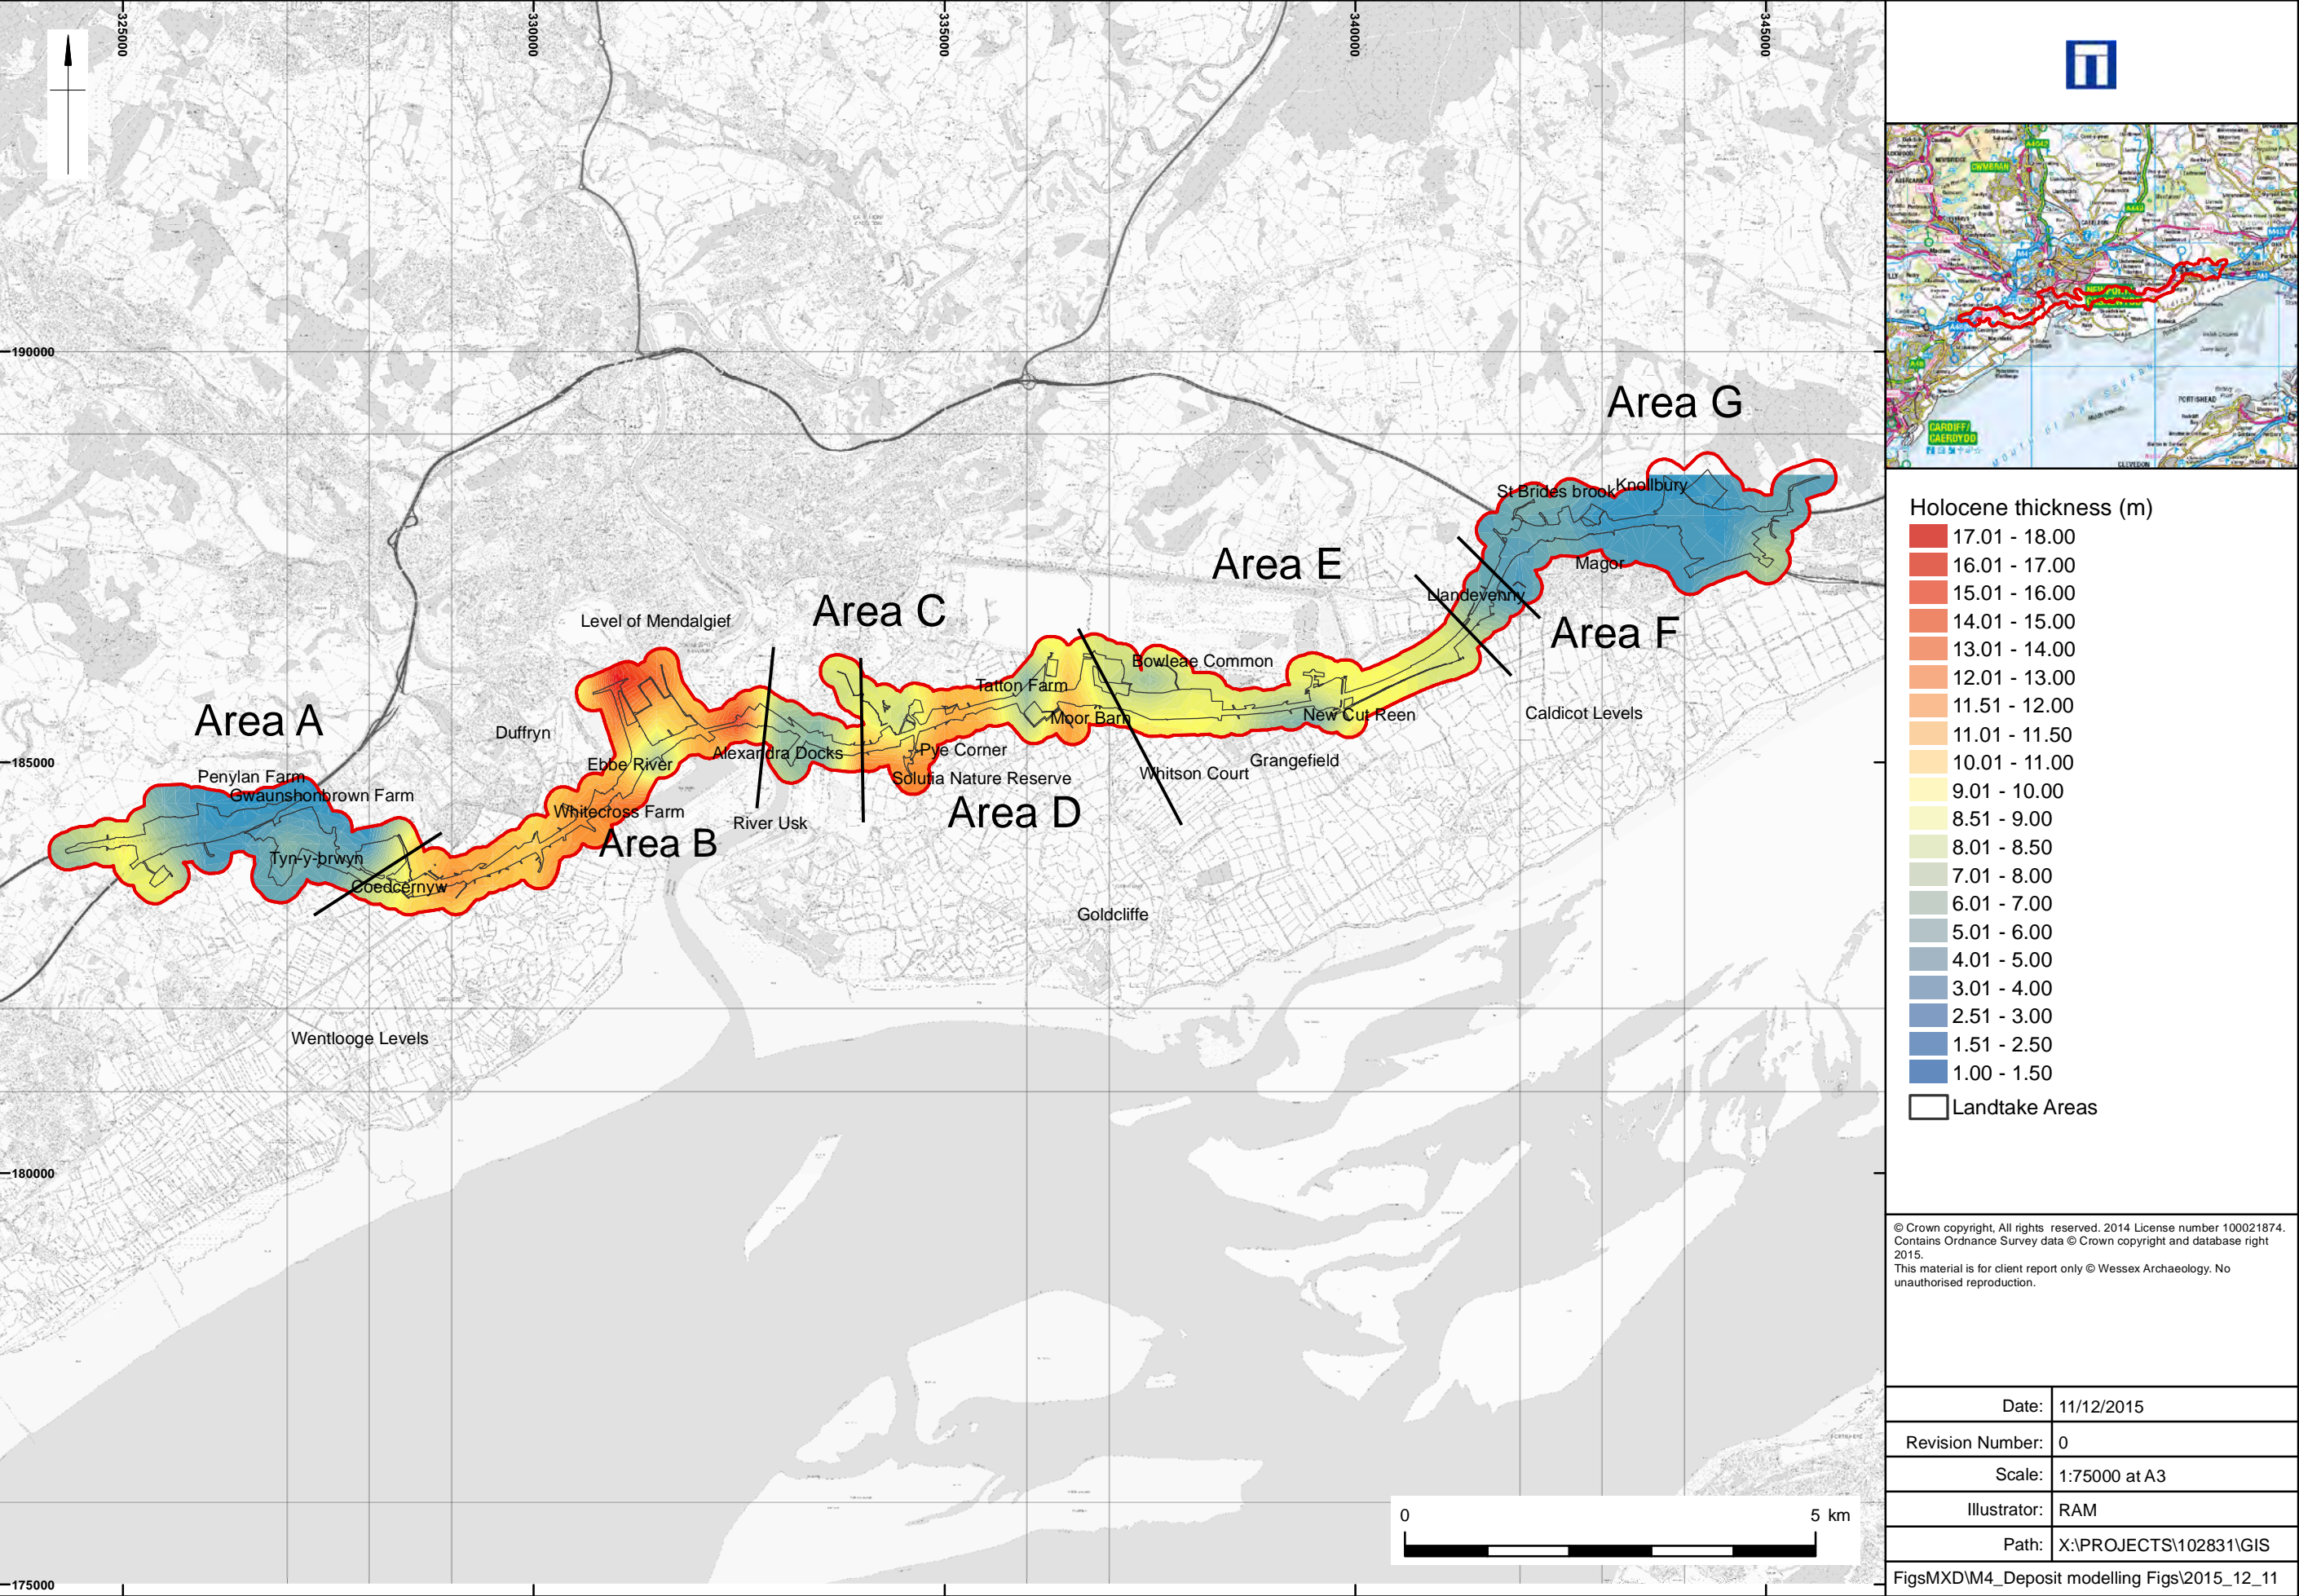 325000
330000
335000
340000
345000
190000
185000
180000
175000
Area G
St Brides brook
Knollbury
Magor
Area E
Llandevenny
Area F
Area C
Level of Mendalgief
Bowleaze Common
Tatton Farm
Moor Barn
New Cut Reen
Caldicot Levels
Area A
Duffryn
Alexandra Docks
Pye Corner
Grangefield
Ebbe River
Whitson Court
Solutia Nature Reserve
Penylan Farm
Gwaunshonbrown Farm
Whitecross Farm
River Usk
Area D
Area B
Tyn-y-brwyn
Coedcernyw
Goldcliffe
Wentlooge Levels
0
5 km
CWMBRAN
A4042
A449
M4
PORTISHEAD
CARDIFF/
CAERDYDD
CLEVEDON
Holocene thickness (m)
17.01 - 18.00
16.01 - 17.00
15.01 - 16.00
14.01 - 15.00
13.01 - 14.00
12.01 - 13.00
11.51 - 12.00
11.01 - 11.50
10.01 - 11.00
9.01 - 10.00
8.51 - 9.00
8.01 - 8.50
7.01 - 8.00
6.01 - 7.00
5.01 - 6.00
4.01 - 5.00
3.01 - 4.00
2.51 - 3.00
1.51 - 2.50
1.00 - 1.50
Landtake Areas
© Crown copyright, All rights reserved. 2014 License number 100021874.
Contains Ordnance Survey data © Crown copyright and database right
2015.
This material is for client report only © Wessex Archaeology. No
unauthorised reproduction.
Date: 11/12/2015
Revision Number: 0
Scale: 1:75000 at A3
Illustrator: RAM
Path: X:\PROJECTS\102831\GIS
FigsMXD\M4_Deposit modelling Figs\2015_12_11